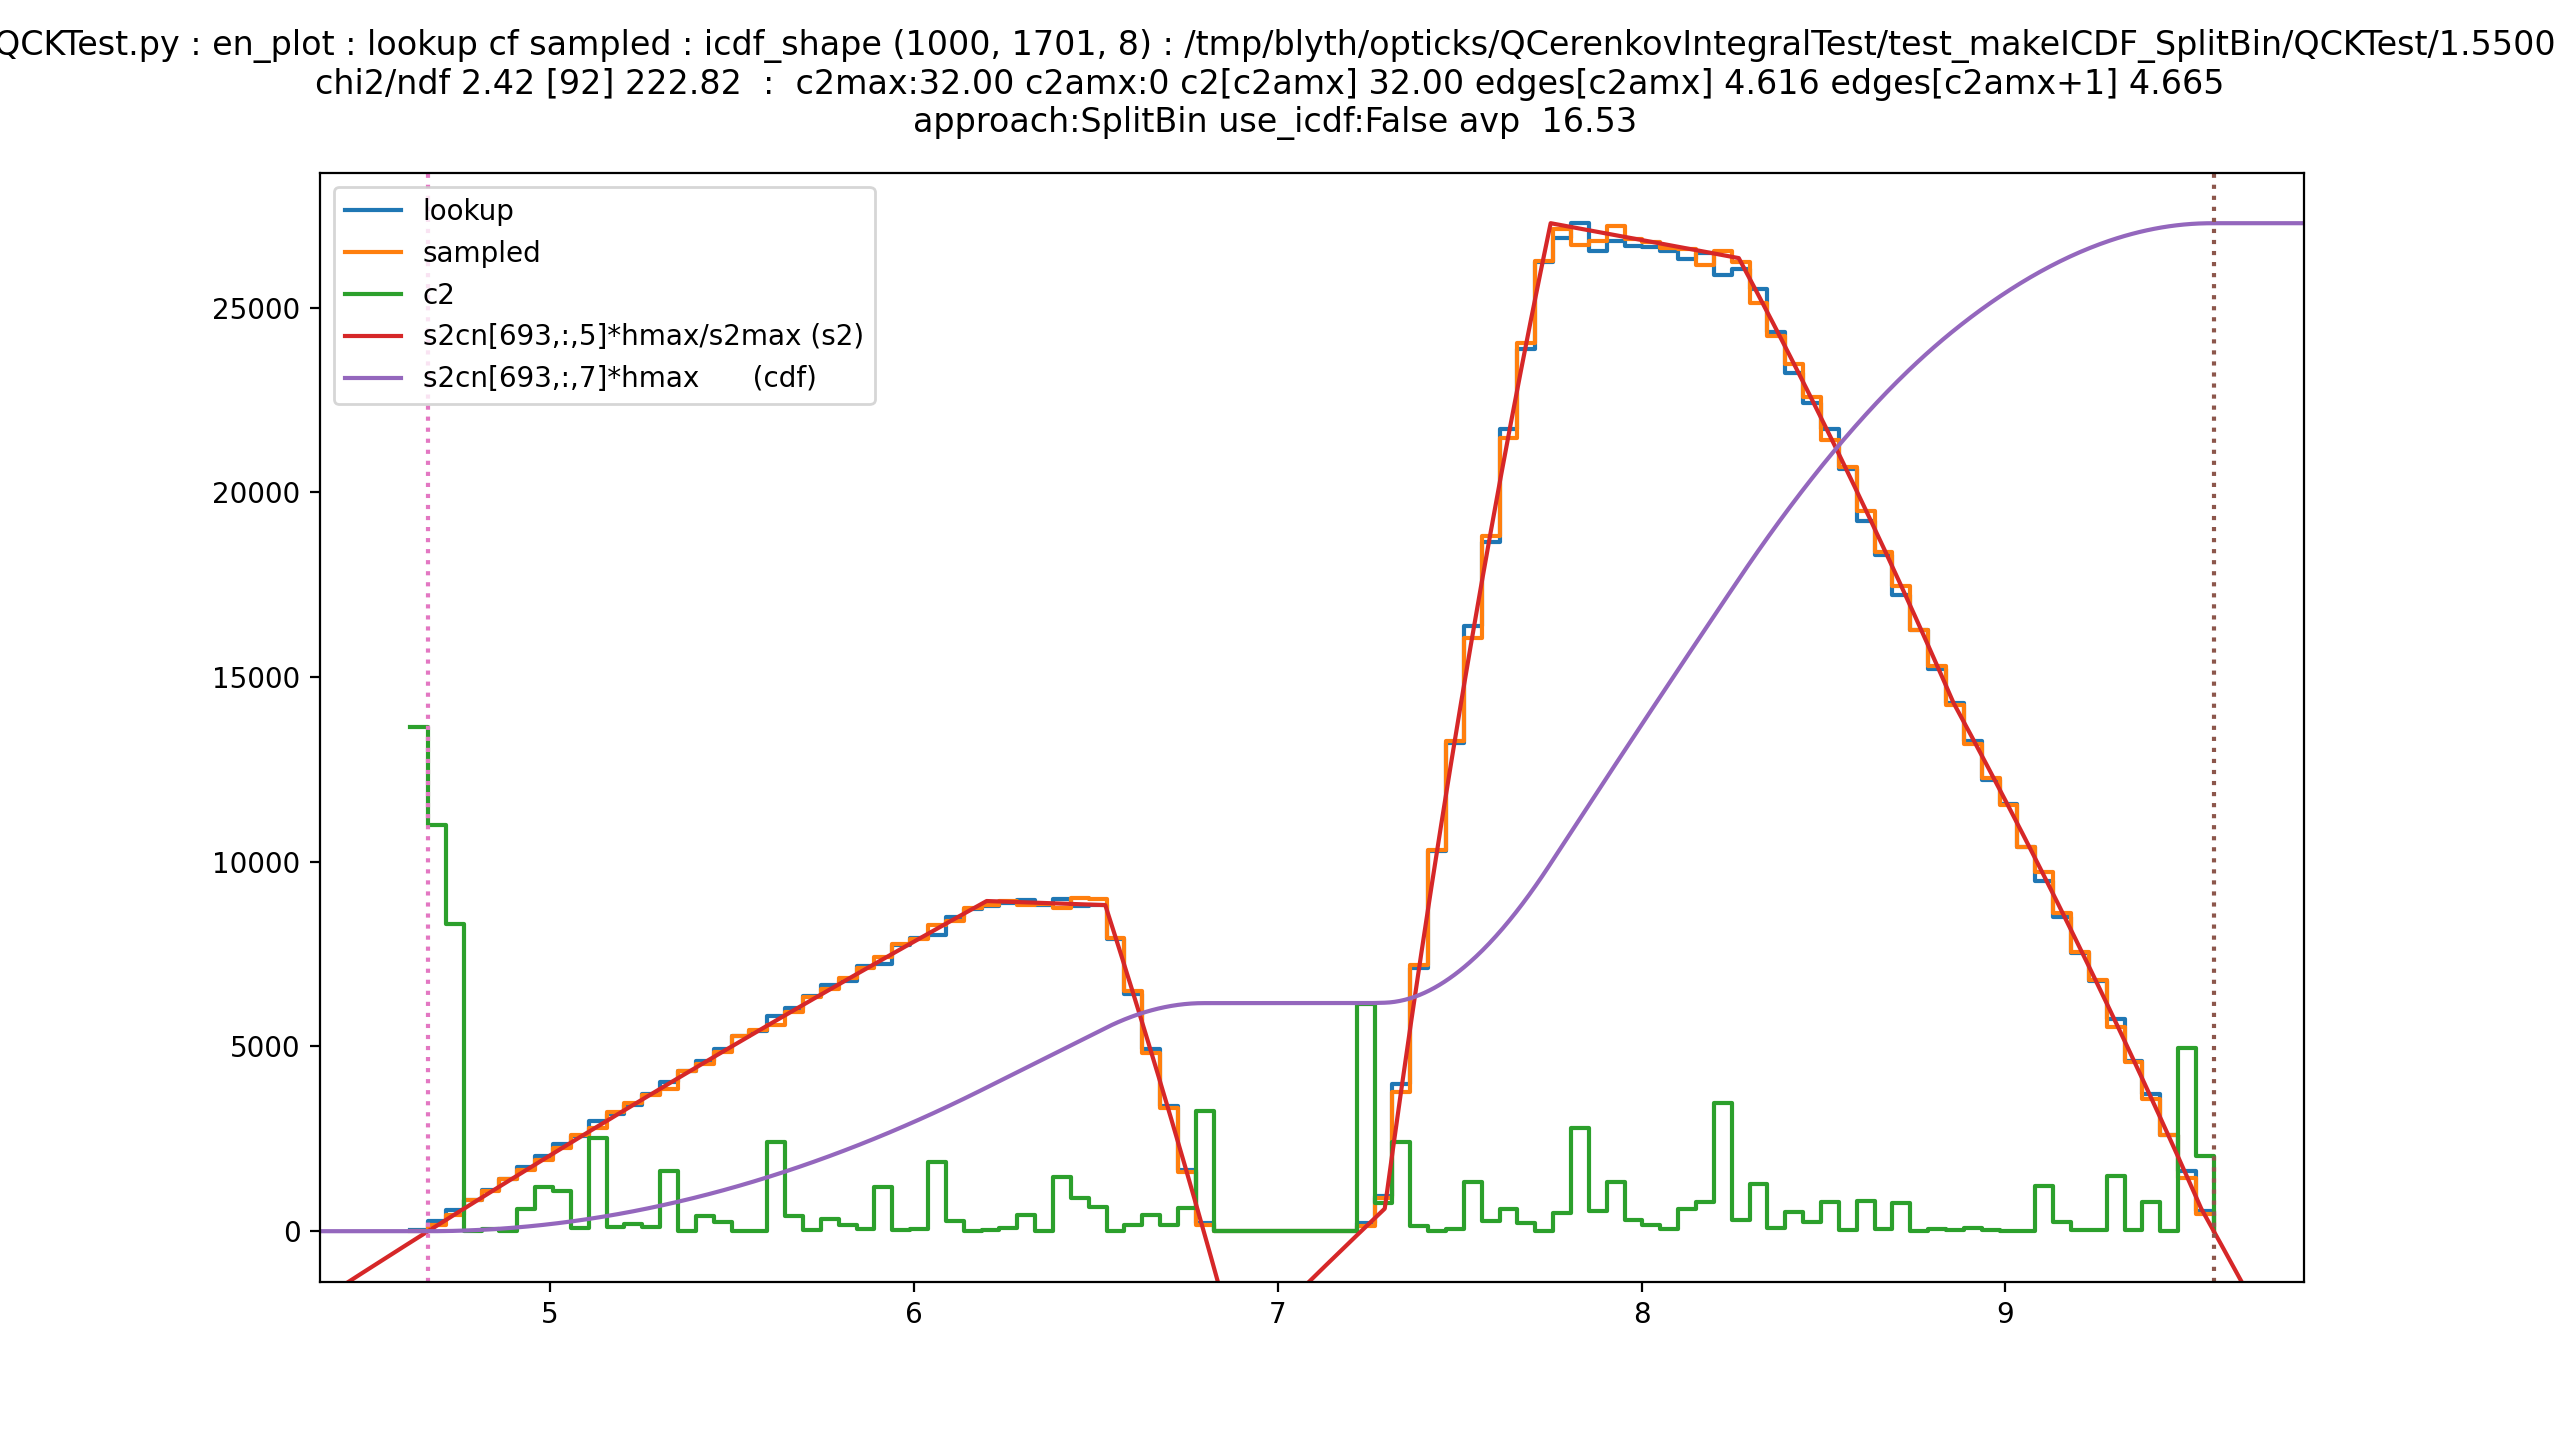 QCKTest.py : en_plot : lookup cf sampled : icdf_shape (1000, 1701, 8) : /tmp/blyth/opticks/QCerenkovIntegralTest/test_makeICDF_SplitBin/QCKTest/1.5500
chi2/ndf 2.42 [92] 222.82  :  c2max:32.00 c2amx:0 c2[c2amx] 32.00 edges[c2amx] 4.616 edges[c2amx+1] 4.665
approach:SplitBin use_icdf:False avp  16.53
lookup
sampled
c2
s2cn[693,:,5]*hmax/s2max (s2)
s2cn[693,:,7]*hmax      (cdf)
25000
20000
15000
10000
5000
0
5 6 7 8 9